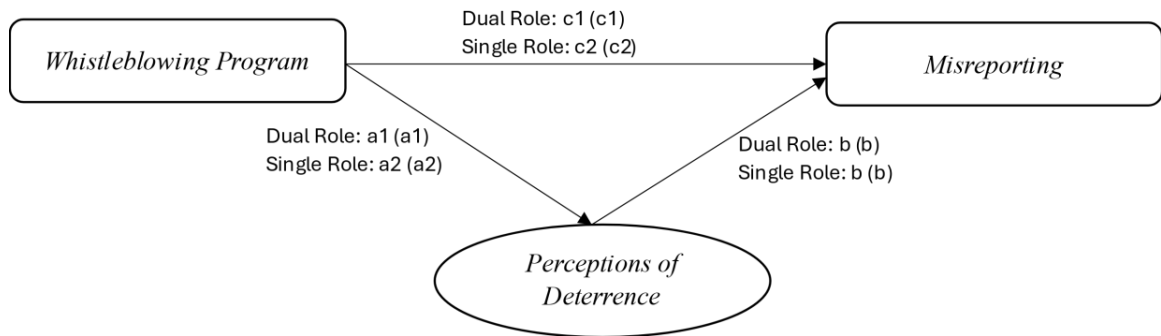 Dual Role: c1 (c1)
Single Role: c2 (c2)
Whistleblowing Program
Misreporting
Dual Role: a1 (a1)
Single Role: a2 (a2)
Dual Role: b (b)
Single Role: b (b)
Perceptions of
Deterrence